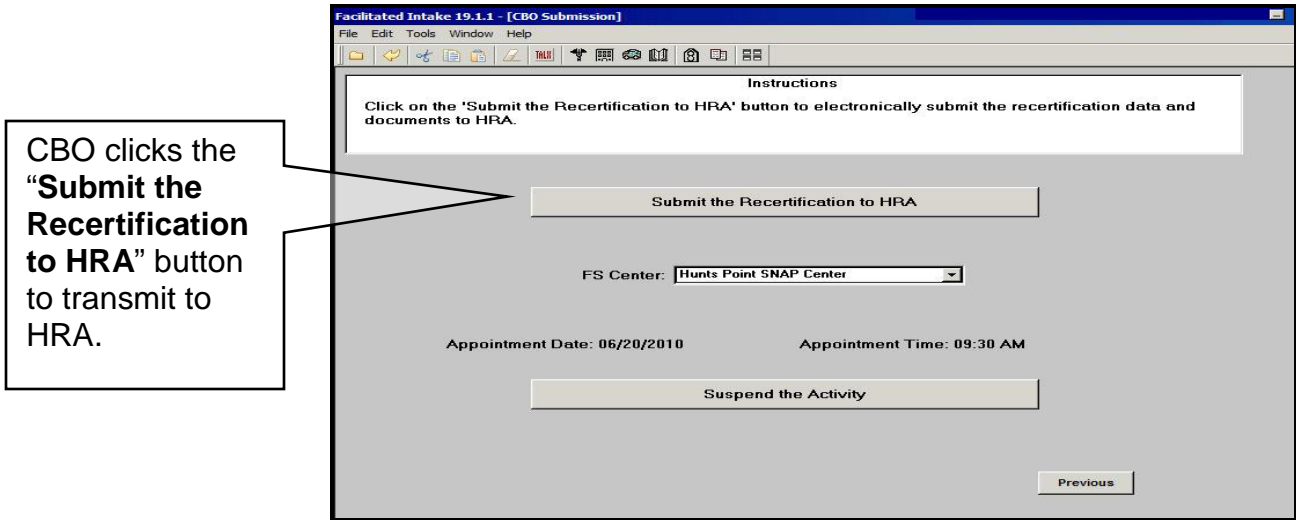 Facilitated Intake 19.1.1 - [CBO Submission]
File Edit Tools Window Help
TALX
Instructions
Click on the 'Submit the Recertification to HRA' button to electronically submit the recertification data and
documents to HRA.
CBO clicks the
“Submit the
Recertification
to HRA” button
to transmit to
HRA.
Submit the Recertification to HRA
FS Center: Hunts Point SNAP Center
Appointment Date: 06/20/2010 Appointment Time: 09:30 AM
Suspend the Activity
Previous